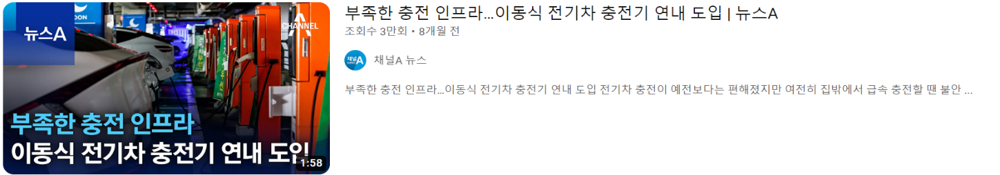 뉴스A
CHANNEL A
부족한 충전 인프라
이동식 전기차 충전기 연내 도입
1:58
부족한 충전 인프라...이동식 전기차 충전기 연내 도입 | 뉴스A
조회수 3만회 • 8개월 전
채널A 뉴스
부족한 충전 인프라...이동식 전기차 충전기 연내 도입 전기차 충전이 예전보다는 편해졌지만 여전히 집밖에서 급속 충전할 땐 불안 ...